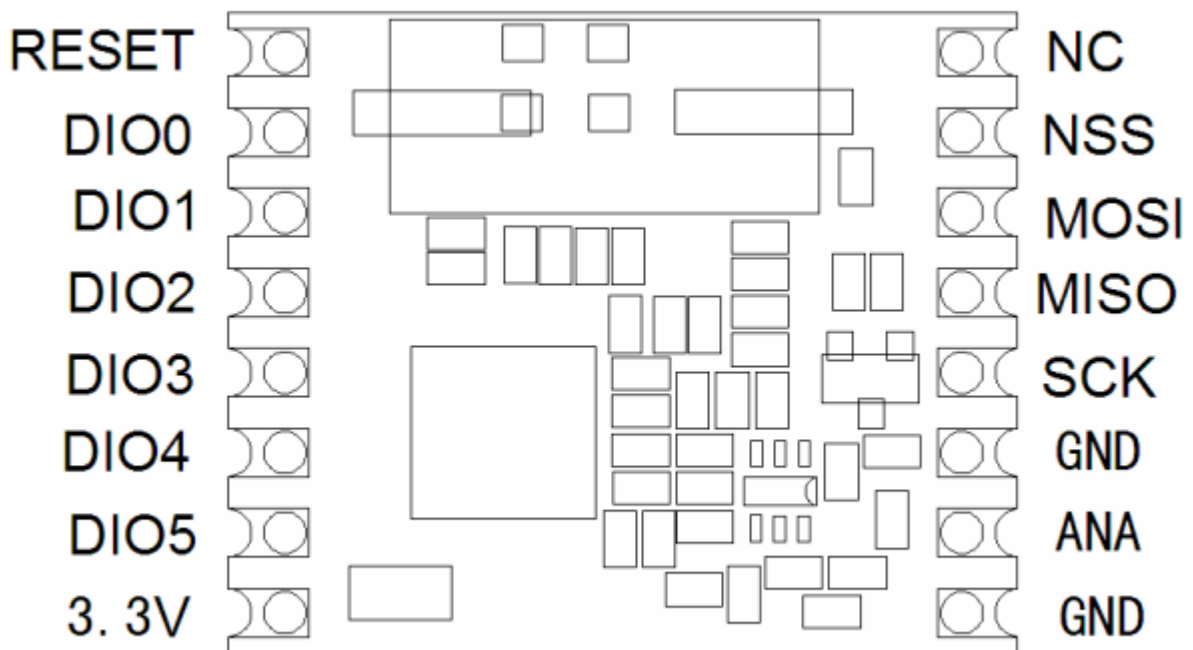 RESET NC
DIO0 NSS
DIO1 MOSI
DIO2 MISO
DIO3 SCK
DIO4 GND
DIO5 ANA
3.3V GND